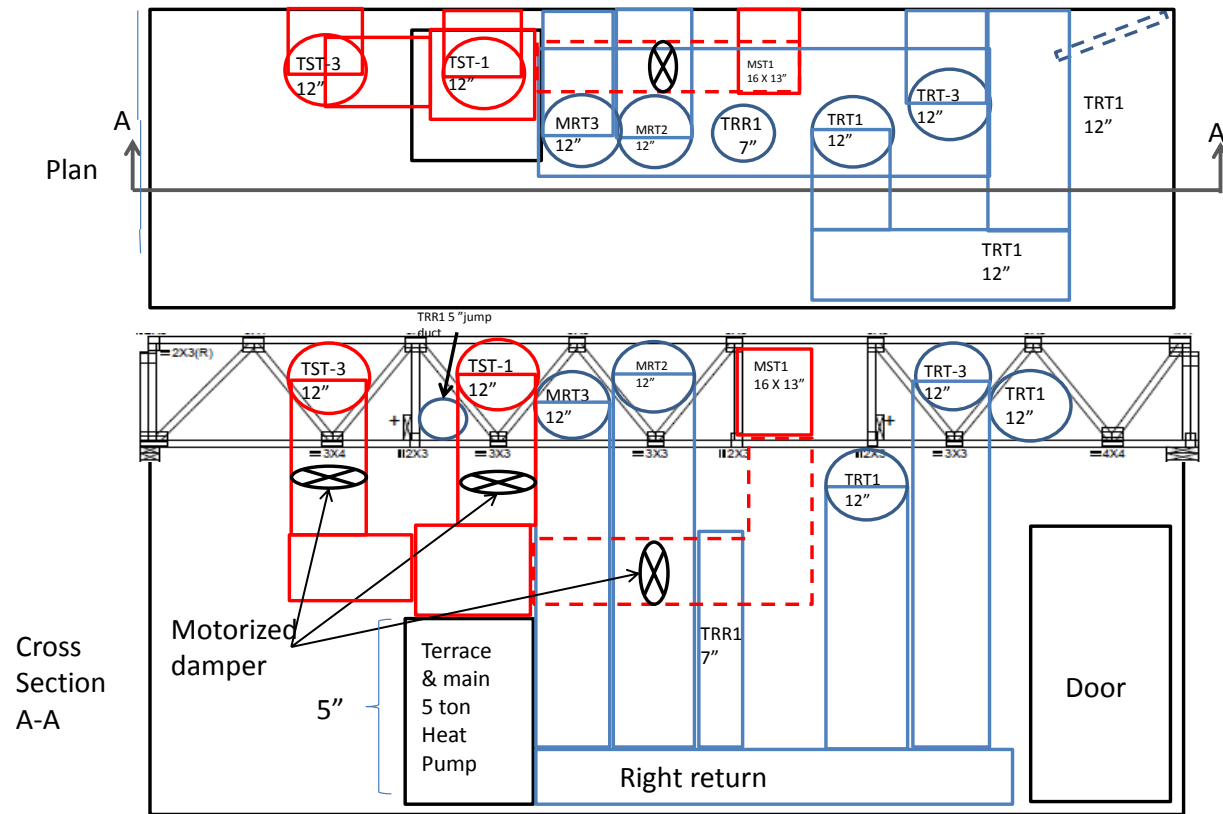 TST-3
12”
TST-1
12”
MST1
16 X 13”
TRT-3
12”
TRT1
12”
A
A
MRT3
12”
MRT2
12”
TRR1
7”
TRT1
12”
Plan
TRT1
12”
TRR1 5 ”jump
duct
=2X3(R)
TST-3
12”
TST-1
12”
MRT3
12”
MRT2
12”
MST1
16 X 13”
TRT-3
12”
TRT1
12”
+
+
=3X4
II2X3
=3X3
=3X3
II2X3
II2X3
=3X3
=4X4
TRT1
12”
Motorized
damper
Cross
Section
A-A
5”
Terrace
& main
5 ton
Heat
Pump
TRR1
7”
Right return
Door